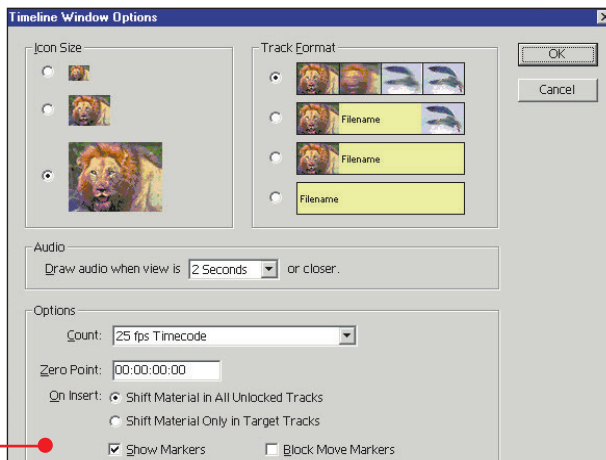 Timeline Window Options
Icon Size
Track Format
OK
Cancel
Filename
Filename
Filename
Audio
Draw audio when view is 2 Seconds or closer.
Options
Count: 25 fps Timecode
Zero Point: 00:00:00:00
On Insert: Shift Material in All Unlocked Tracks
Shift Material Only in Target Tracks
Show Markers Block Move Markers